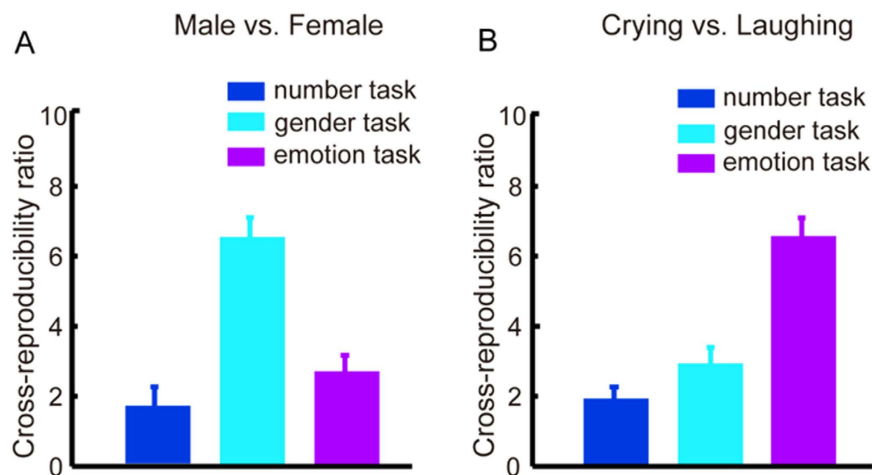 A
Male vs. Female
number task
gender task
emotion task
Cross-reproducibility ratio
10
8
6
4
2
0
B
Crying vs. Laughing
number task
gender task
emotion task
Cross-reproducibility ratio
10
8
6
4
2
0